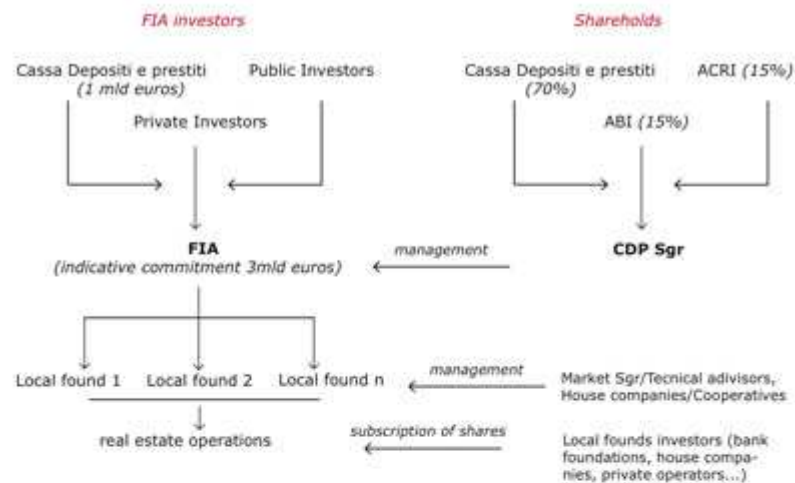 FIA investors
Shareholds
Cassa Depositi e prestiti
(1 mld euros)
Public Investors
Private Investors
Cassa Depositi e prestiti
(70%)
ACRI (15%)
ABI (15%)
FIA
(indicative commitment 3mld euros)
management
CDP Sgr
Local found 1
Local found 2
Local found n
management
Market Sgr/Tecnical adivisors,
House companies/Cooperatives
real estate operations
subscription of shares
Local founds investors (bank
foundations, house compa-
nies, private operators...)